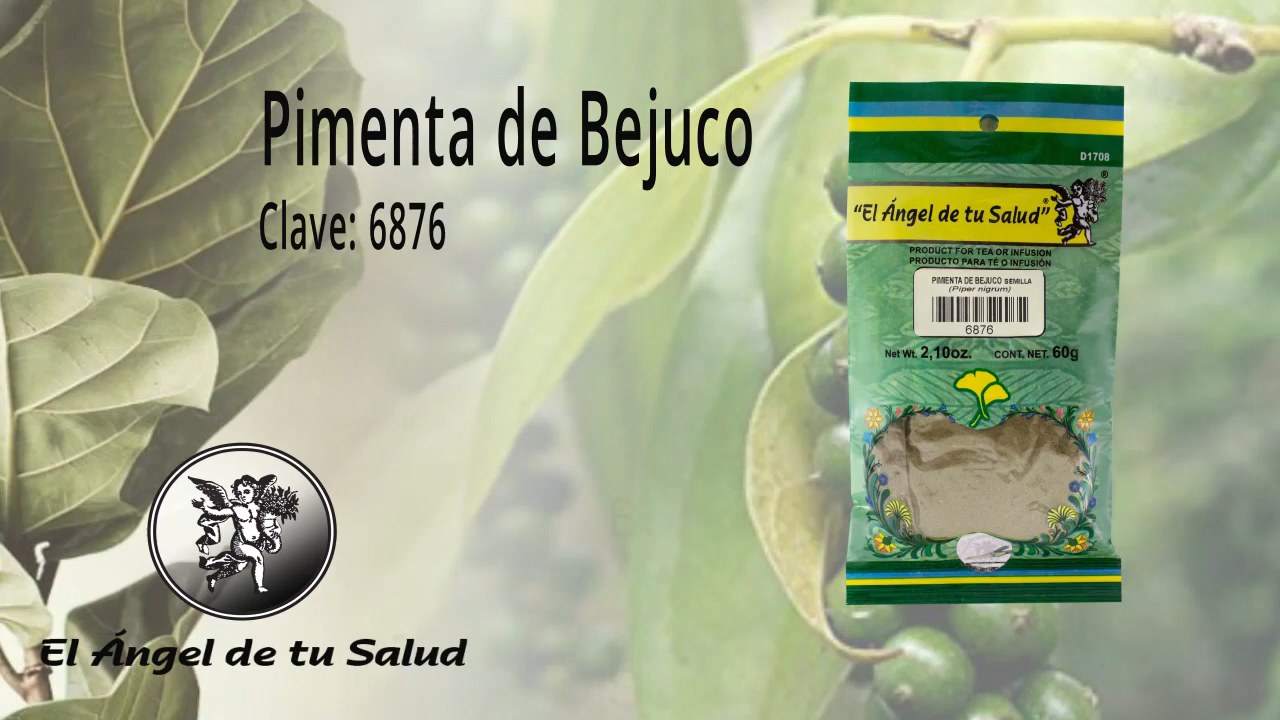 Pimenta de Bejuco
Clave: 6876
D1708
®
"El Ángel de tu Salud"®
PRODUCT FOR TEA OR INFUSION
PRODUCTO PARA TÉ O INFUSIÓN
PIMIENTA DE BEJUCO SEMILLA
(Piper nigrum)
6876
Net Wt. 2,10oz. CONT. NET. 60g
El Ángel de tu Salud